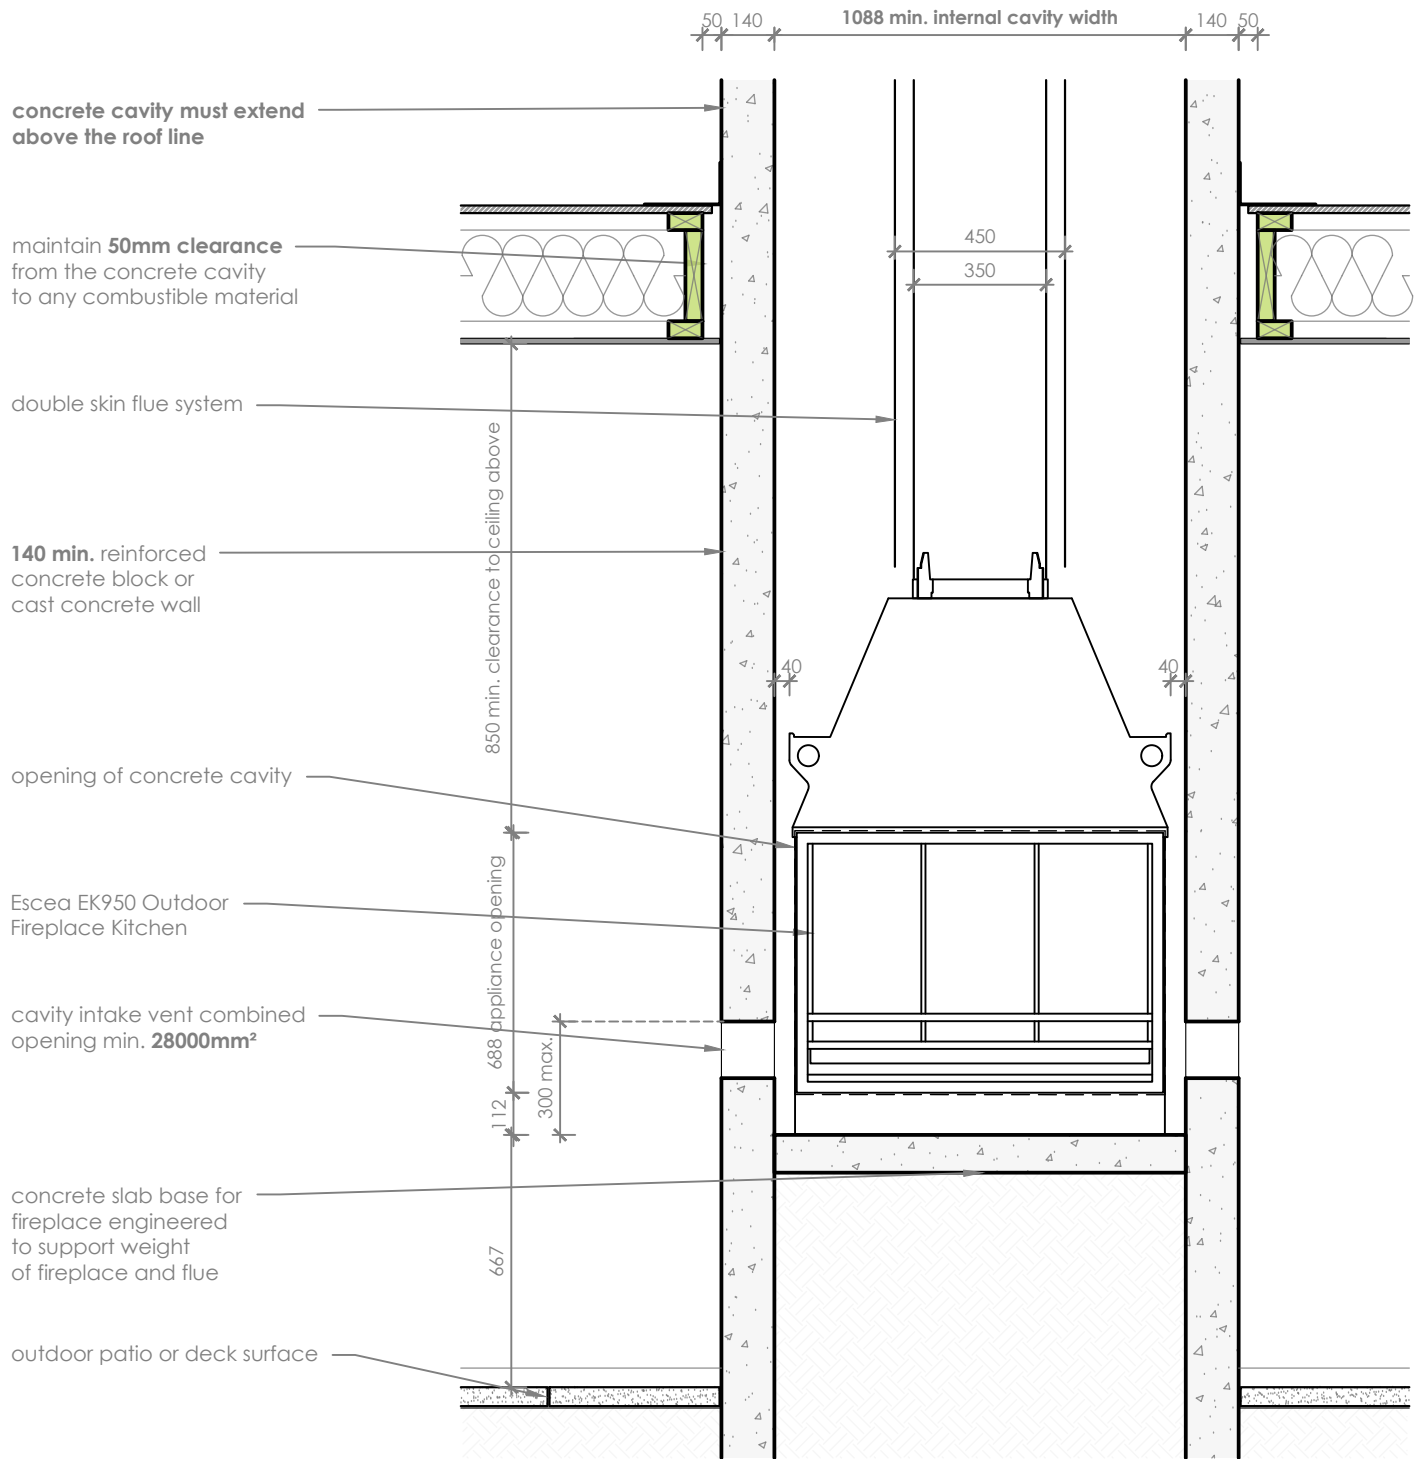 50 140 1088 min. internal cavity width 140 50
concrete cavity must extend
above the roof line
maintain 50mm clearance
from the concrete cavity
to any combustible material
450
350
double skin flue system
850 min. clearance to ceiling above
140 min. reinforced
concrete block or
cast concrete wall
40 40
opening of concrete cavity
688 appliance opening
Escea EK950 Outdoor
Fireplace Kitchen
cavity intake vent combined
opening min. 28000mm²
300 max.
112
concrete slab base for
fireplace engineered
to support weight
of fireplace and flue
667
outdoor patio or deck surface